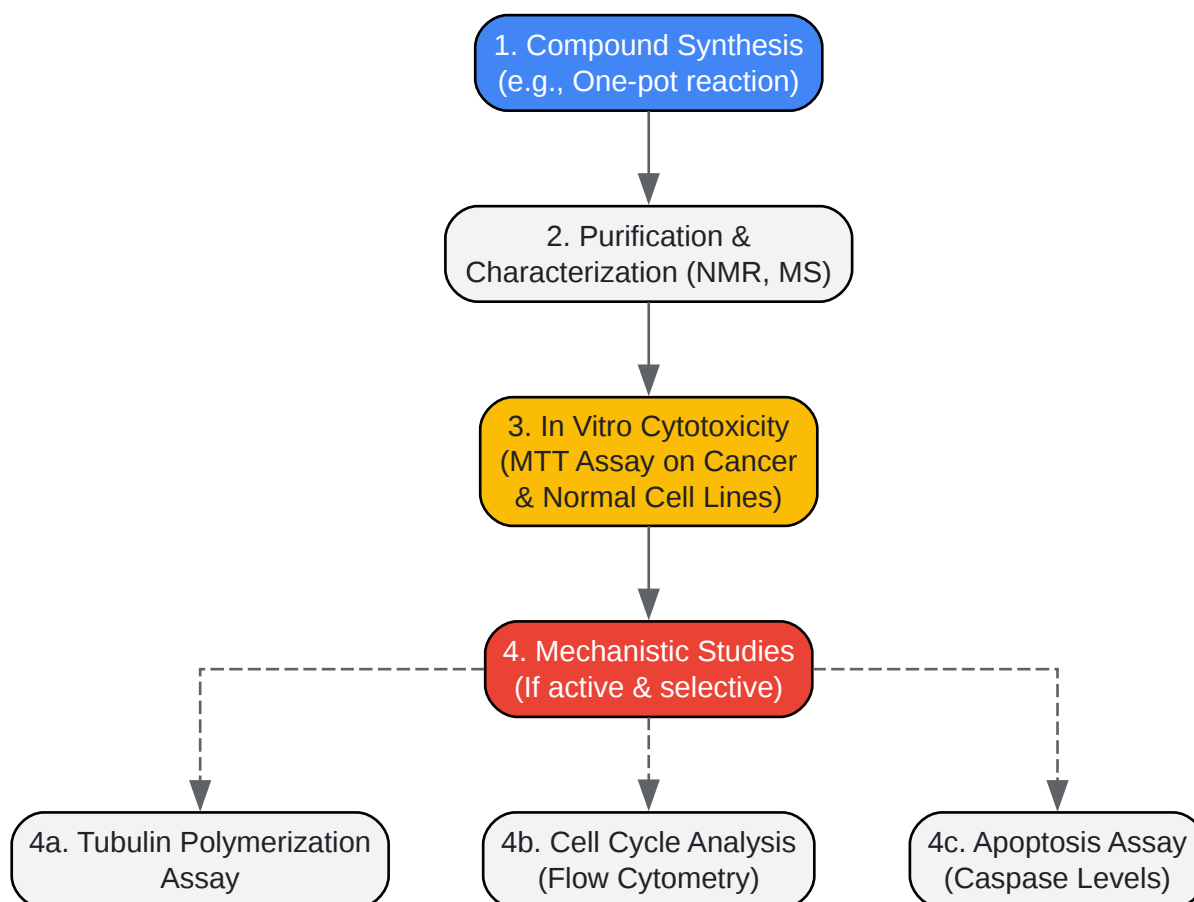 1. Compound Synthesis
(e.g., One-pot reaction)
2. Purification &
Characterization (NMR, MS)
3. In Vitro Cytotoxicity
(MTT Assay on Cancer
& Normal Cell Lines)
4. Mechanistic Studies
(If active & selective)
4a. Tubulin Polymerization
Assay
4b. Cell Cycle Analysis
(Flow Cytometry)
4c. Apoptosis Assay
(Caspase Levels)